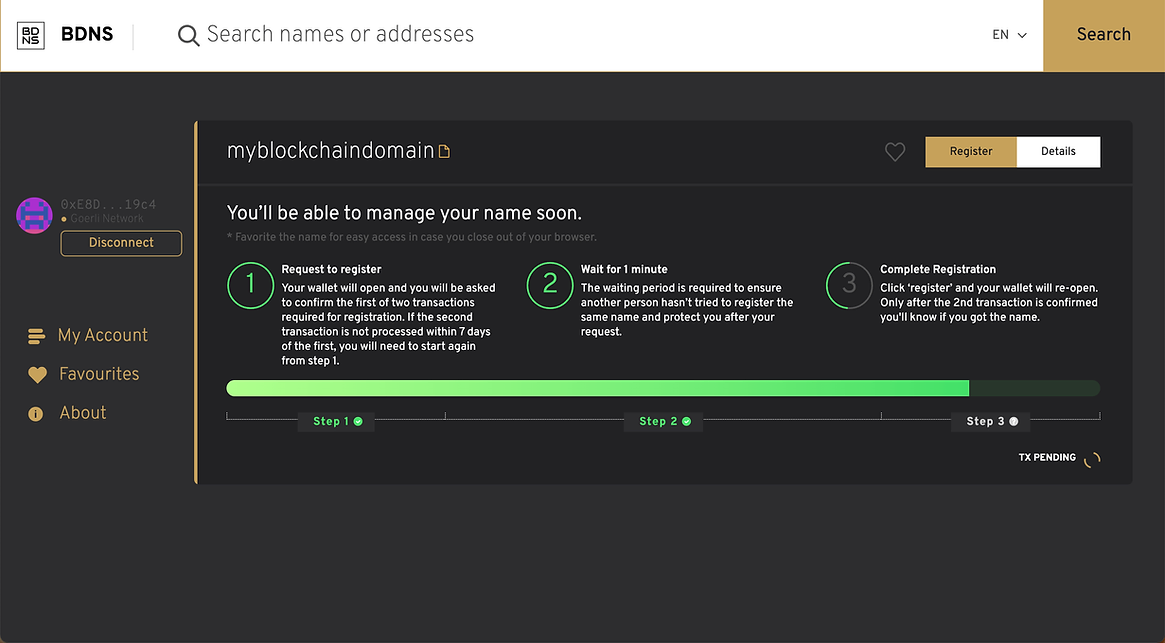 BD
NS
BDNS
Search names or addresses
EN
Search
myblockchaindomain
Register
Details
0xE8D...19c4
Goerli Network
Disconnect
My Account
Favourites
About
You’ll be able to manage your name soon.
* Favorite the name for easy access in case you close out of your browser.
1
Request to register
Your wallet will open and you will be asked
to confirm the first of two transactions
required for registration. If the second
transaction is not processed within 7 days
of the first, you will need to start again
from step 1.
2
Wait for 1 minute
The waiting period is required to ensure
another person hasn’t tried to register the
same name and protect you after your
request.
3
Complete Registration
Click ‘register’ and your wallet will re-open.
Only after the 2nd transaction is confirmed
you'll know if you got the name.
Step 1
Step 2
Step 3
TX PENDING